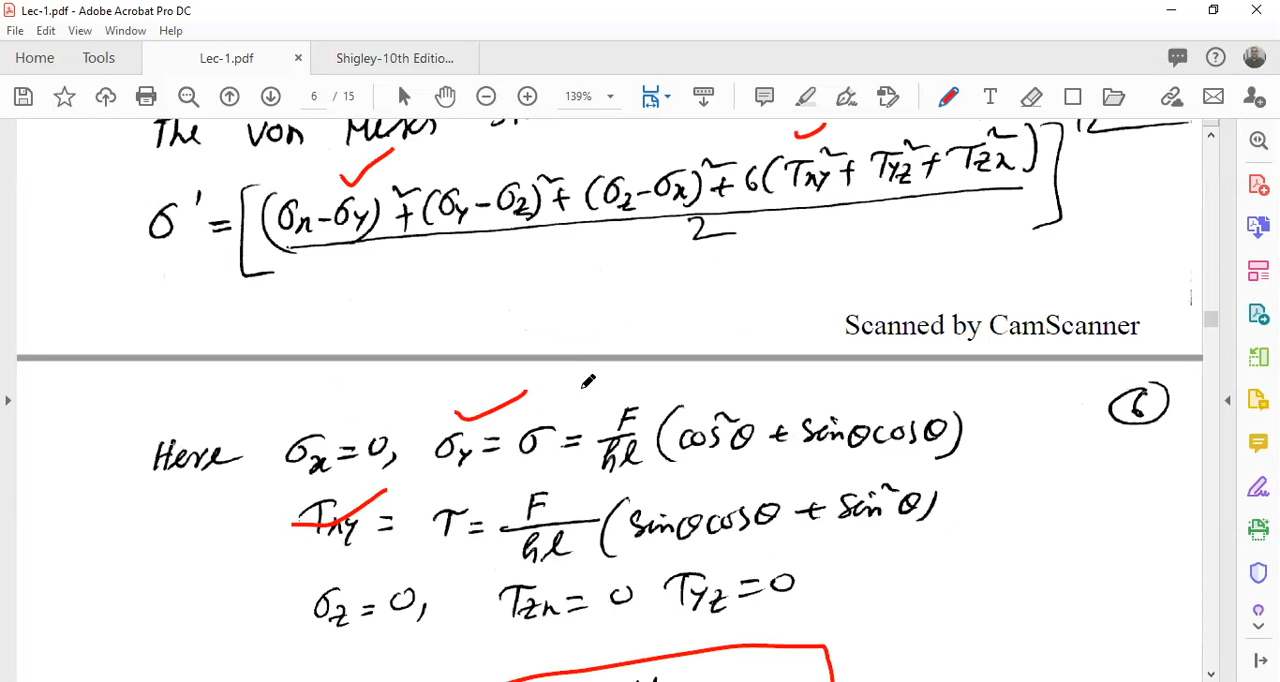 Lec-1.pdf - Adobe Acrobat Pro DC
File Edit View Window Help
Home Tools Lec-1.pdf × Shigley-10th Editio...
6 / 15 139%
The von Mises
σ' = [((σx-σy)²+(σy-σz)²+(σz-σx)²+6(τxy²+τyz²+τzx²))/2]
Scanned by CamScanner
6
Here σx=0, σy = σ = F/hl (cos²θ + sinθcosθ)
τxy = τ = F/hl (sinθcosθ + sin²θ)
σz=0, τzx = 0 τyz=0